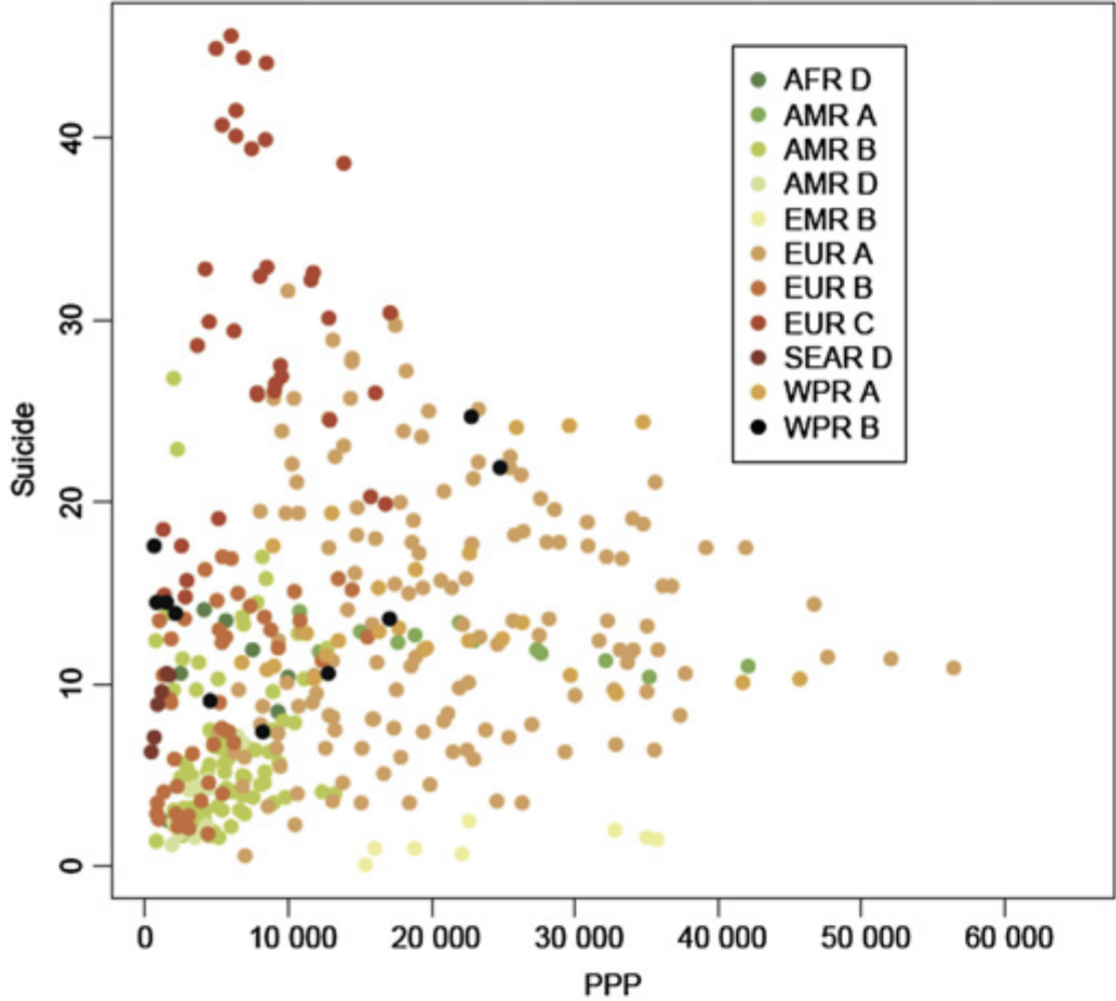 AFR D
AMR A
AMR B
AMR D
EMR B
EUR A
EUR B
EUR C
SEAR D
WPR A
WPR B
Suicide
40
30
20
10
0
0 10 000 20 000 30 000 40 000 50 000 60 000
PPP